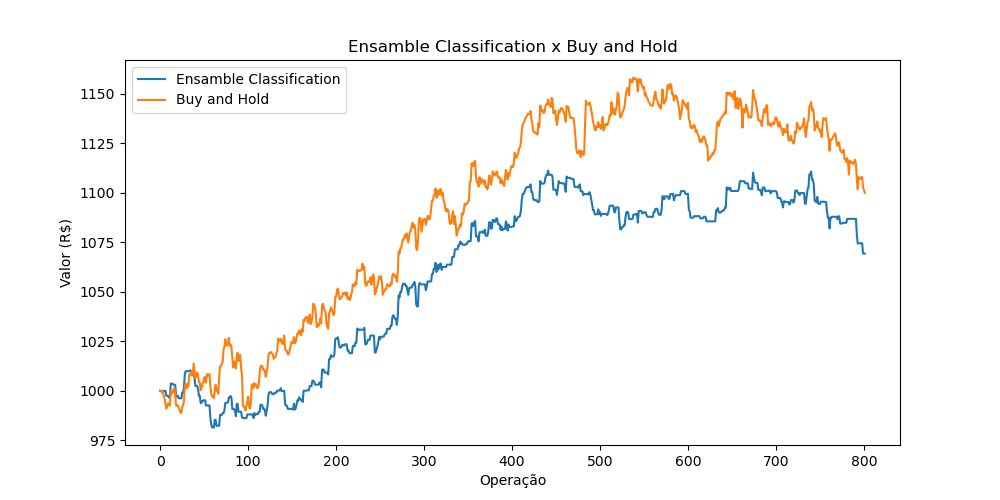 Ensamble Classification x Buy and Hold
Ensamble Classification
Buy and Hold
Valor (R$)
1150
1125
1100
1075
1050
1025
1000
975
0 100 200 300 400 500 600 700 800
Operação